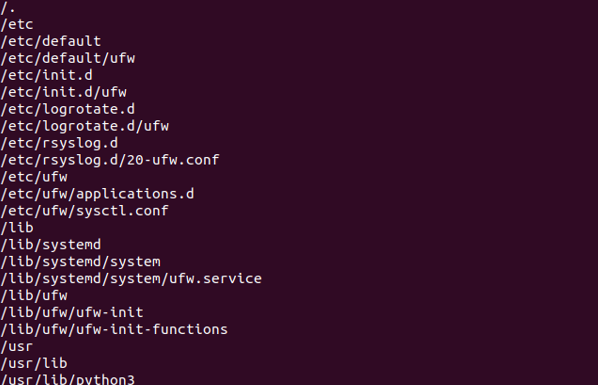 /.
/etc
/etc/default
/etc/default/ufw
/etc/init.d
/etc/init.d/ufw
/etc/logrotate.d
/etc/logrotate.d/ufw
/etc/rsyslog.d
/etc/rsyslog.d/20-ufw.conf
/etc/ufw
/etc/ufw/applications.d
/etc/ufw/sysctl.conf
/lib
/lib/systemd
/lib/systemd/system
/lib/systemd/system/ufw.service
/lib/ufw
/lib/ufw/ufw-init
/lib/ufw/ufw-init-functions
/usr
/usr/lib
/usr/lib/python3